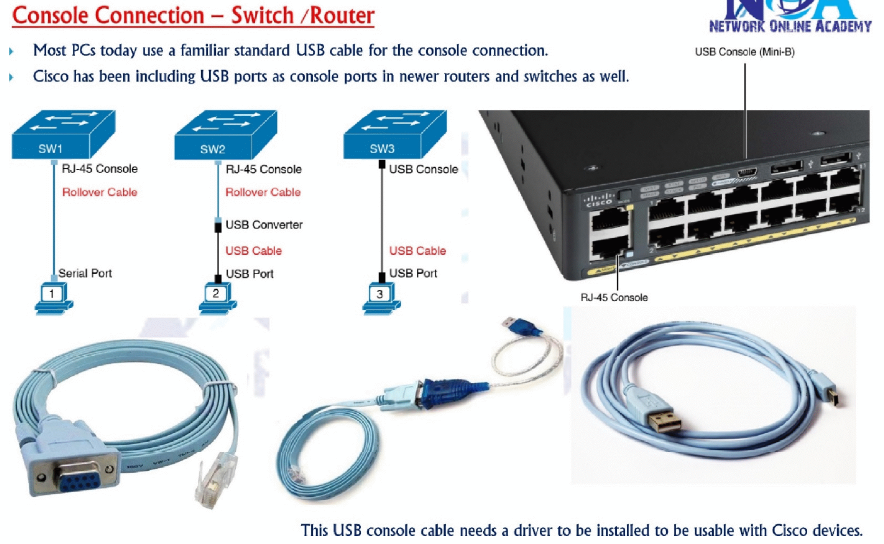 Console Connection – Switch /Router
NETWORK ONLINE ACADEMY
Most PCs today use a familiar standard USB cable for the console connection.
Cisco has been including USB ports as console ports in newer routers and switches as well.
USB Console (Mini-B)
SW1
RJ-45 Console
Rollover Cable
Serial Port
1
SW2
RJ-45 Console
Rollover Cable
USB Converter
USB Cable
USB Port
2
SW3
USB Console
USB Cable
USB Port
3
CISCO
RJ-45 Console
This USB console cable needs a driver to be installed to be usable with Cisco devices.